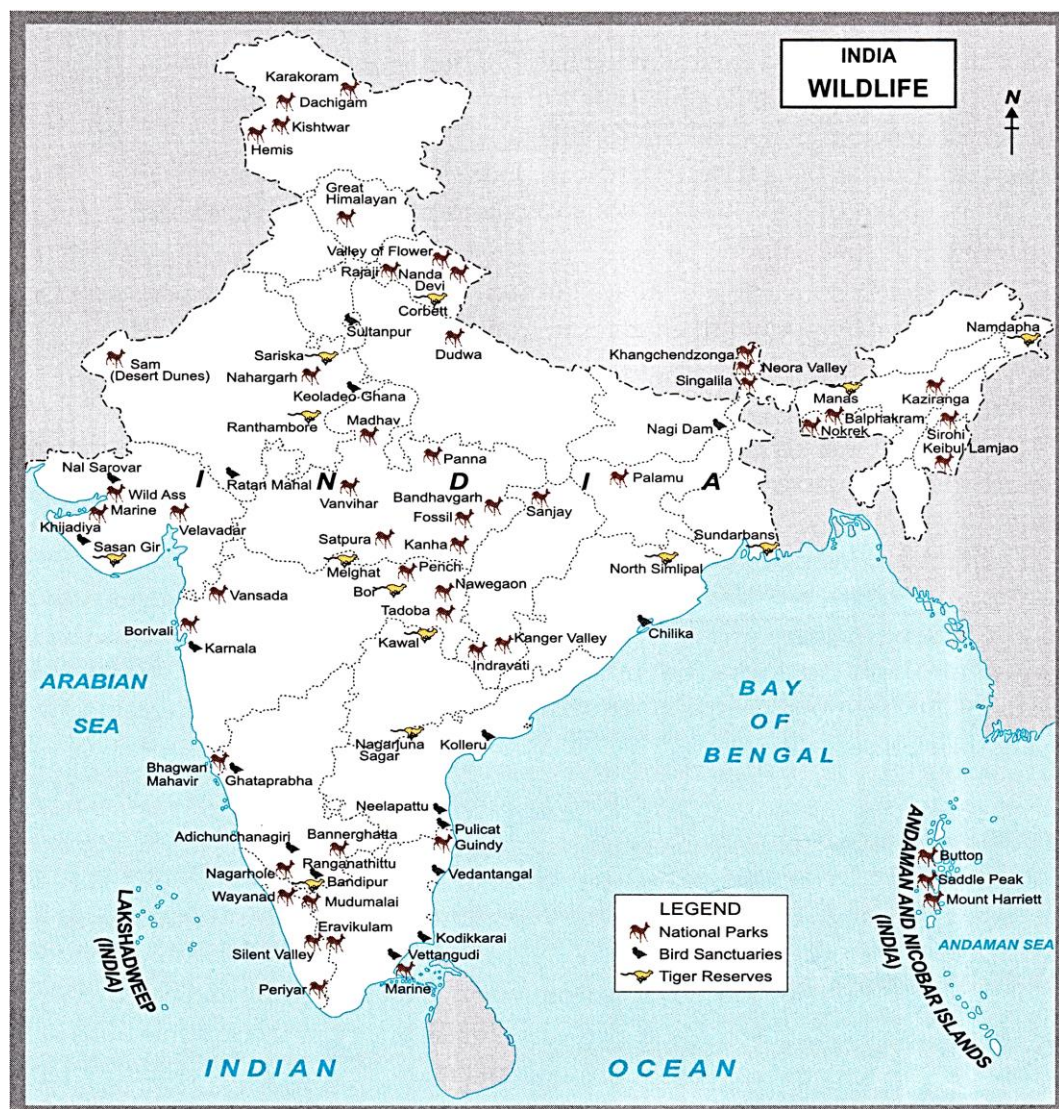 INDIA
WILDLIFE
N
Karakoram
Dachigam
Kishtwar
Hemis
Great
Himalayan
Valley of Flower
Rajaji
Nanda
Devi
Corbett
Sultanpur
Dudwa
Namdapha
Sariska
Sam
(Desert Dunes)
Nahargarh
Khangchendzonga
Neora Valley
Singalila
Manas
Kaziranga
Keoladeo Ghana
Balphakram
Ranthambore
Madhav
Nagi Dam
Nokrek
Sirohi
Keibul-Lamjao
Panna
Nal Sarovar
INDIA
Ratan Mahal
Palamu
Wild Ass
Vanvihar
Bandhavgarh
Marine
Sanjay
Khijadiya
Velavadar
Fossil
Sasan Gir
Satpura
Kanha
Sundarbans
Melghat
Pench
North Simlipal
Bor
Nawegaon
Vansada
Tadoba
Borivali
Karnala
Kawal
Kanger Valley
Chilika
Indravati
ARABIAN
SEA
BAY
OF
BENGAL
Nagarjuna
Sagar
Kolleru
Bhagwan
Mahavir
Ghataprabha
Neelapattu
Pulicat
Adichunchanagiri
Bannerghatta
Guindy
Button
Ranganathittu
Nagarhole
Vedantangal
Bandipur
Saddle Peak
Wayanad
Mudumalai
Mount Harriett
LAKSHADWEEP
(INDIA)
ANDAMAN AND NICOBAR ISLANDS
(INDIA)
LEGEND
National Parks
Bird Sanctuaries
Tiger Reserves
Eravikulam
Kodikkarai
Silent Valley
Vettangudi
ANDAMAN SEA
Periyar
Marine
INDIAN OCEAN